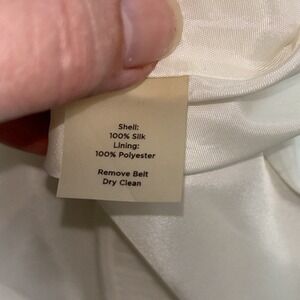 Shell:
100% Silk
Lining:
100% Polyester
Remove Belt
Dry Clean